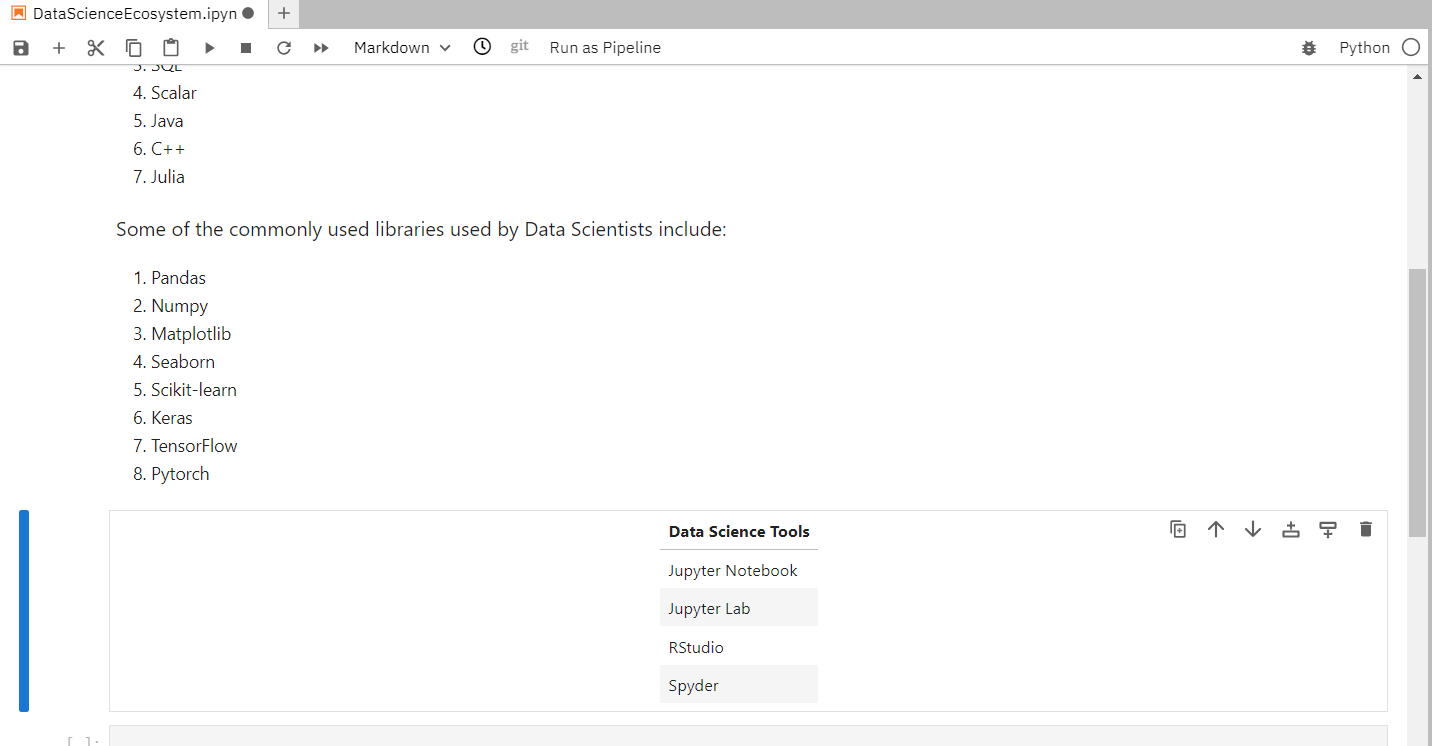 DataScienceEcosystem.ipyn
Markdown
git
Run as Pipeline
Python
3. SQL
4. Scalar
5. Java
6. C++
7. Julia
Some of the commonly used libraries used by Data Scientists include:
1. Pandas
2. Numpy
3. Matplotlib
4. Seaborn
5. Scikit-learn
6. Keras
7. TensorFlow
8. Pytorch
Data Science Tools
Jupyter Notebook
Jupyter Lab
RStudio
Spyder
[ ]: